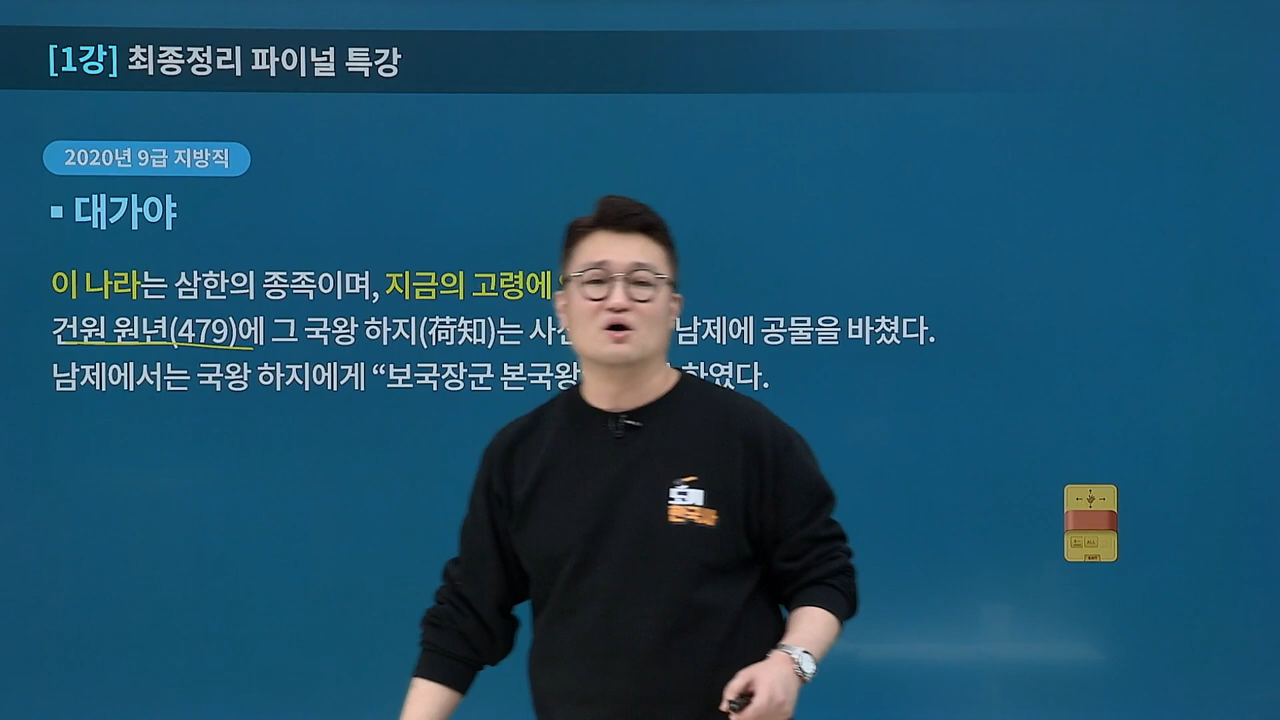 [1강] 최종정리 파이널 특강
2020년 9급 지방직
▪ 대가야
이 나라는 삼한의 종족이며, 지금의 고령에
건원 원년(479)에 그 국왕 하지(荷知)는 남제에 공물을 바쳤다.
남제에서는 국왕 하지에게 “보국장군 본국왕 하였다.
한국사